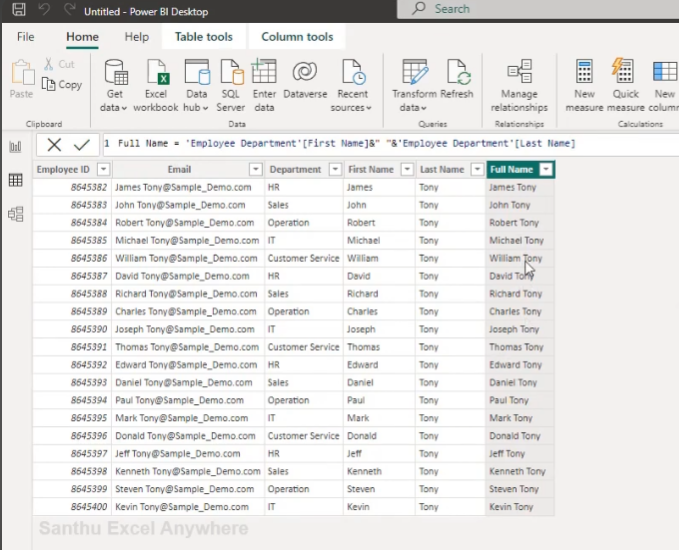 Untitled - Power BI Desktop Search
File Home Help Table tools Column tools
Paste Cut Copy Get data Excel workbook Data hub SQL Server Enter data Dataverse Recent sources Transform data Refresh Manage relationships New measure Quick measure New column
Clipboard Data Queries Relationships Calculations
1 Full Name = 'Employee Department'[First Name]&" "&'Employee Department'[Last Name]
Employee ID Email Department First Name Last Name Full Name
8645382 James Tony@Sample_Demo.com HR James Tony James Tony
8645383 John Tony@Sample_Demo.com Sales John Tony John Tony
8645384 Robert Tony@Sample_Demo.com Operation Robert Tony Robert Tony
8645385 Michael Tony@Sample_Demo.com IT Michael Tony Michael Tony
8645386 William Tony@Sample_Demo.com Customer Service William Tony William Tony
8645387 David Tony@Sample_Demo.com HR David Tony David Tony
8645388 Richard Tony@Sample_Demo.com Sales Richard Tony Richard Tony
8645389 Charles Tony@Sample_Demo.com Operation Charles Tony Charles Tony
8645390 Joseph Tony@Sample_Demo.com IT Joseph Tony Joseph Tony
8645391 Thomas Tony@Sample_Demo.com Customer Service Thomas Tony Thomas Tony
8645392 Edward Tony@Sample_Demo.com HR Edward Tony Edward Tony
8645393 Daniel Tony@Sample_Demo.com Sales Daniel Tony Daniel Tony
8645394 Paul Tony@Sample_Demo.com Operation Paul Tony Paul Tony
8645395 Mark Tony@Sample_Demo.com IT Mark Tony Mark Tony
8645396 Donald Tony@Sample_Demo.com Customer Service Donald Tony Donald Tony
8645397 Jeff Tony@Sample_Demo.com HR Jeff Tony Jeff Tony
8645398 Kenneth Tony@Sample_Demo.com Sales Kenneth Tony Kenneth Tony
8645399 Steven Tony@Sample_Demo.com Operation Steven Tony Steven Tony
8645400 Kevin Tony@Sample_Demo.com IT Kevin Tony Kevin Tony
Santhu Excel Anywhere